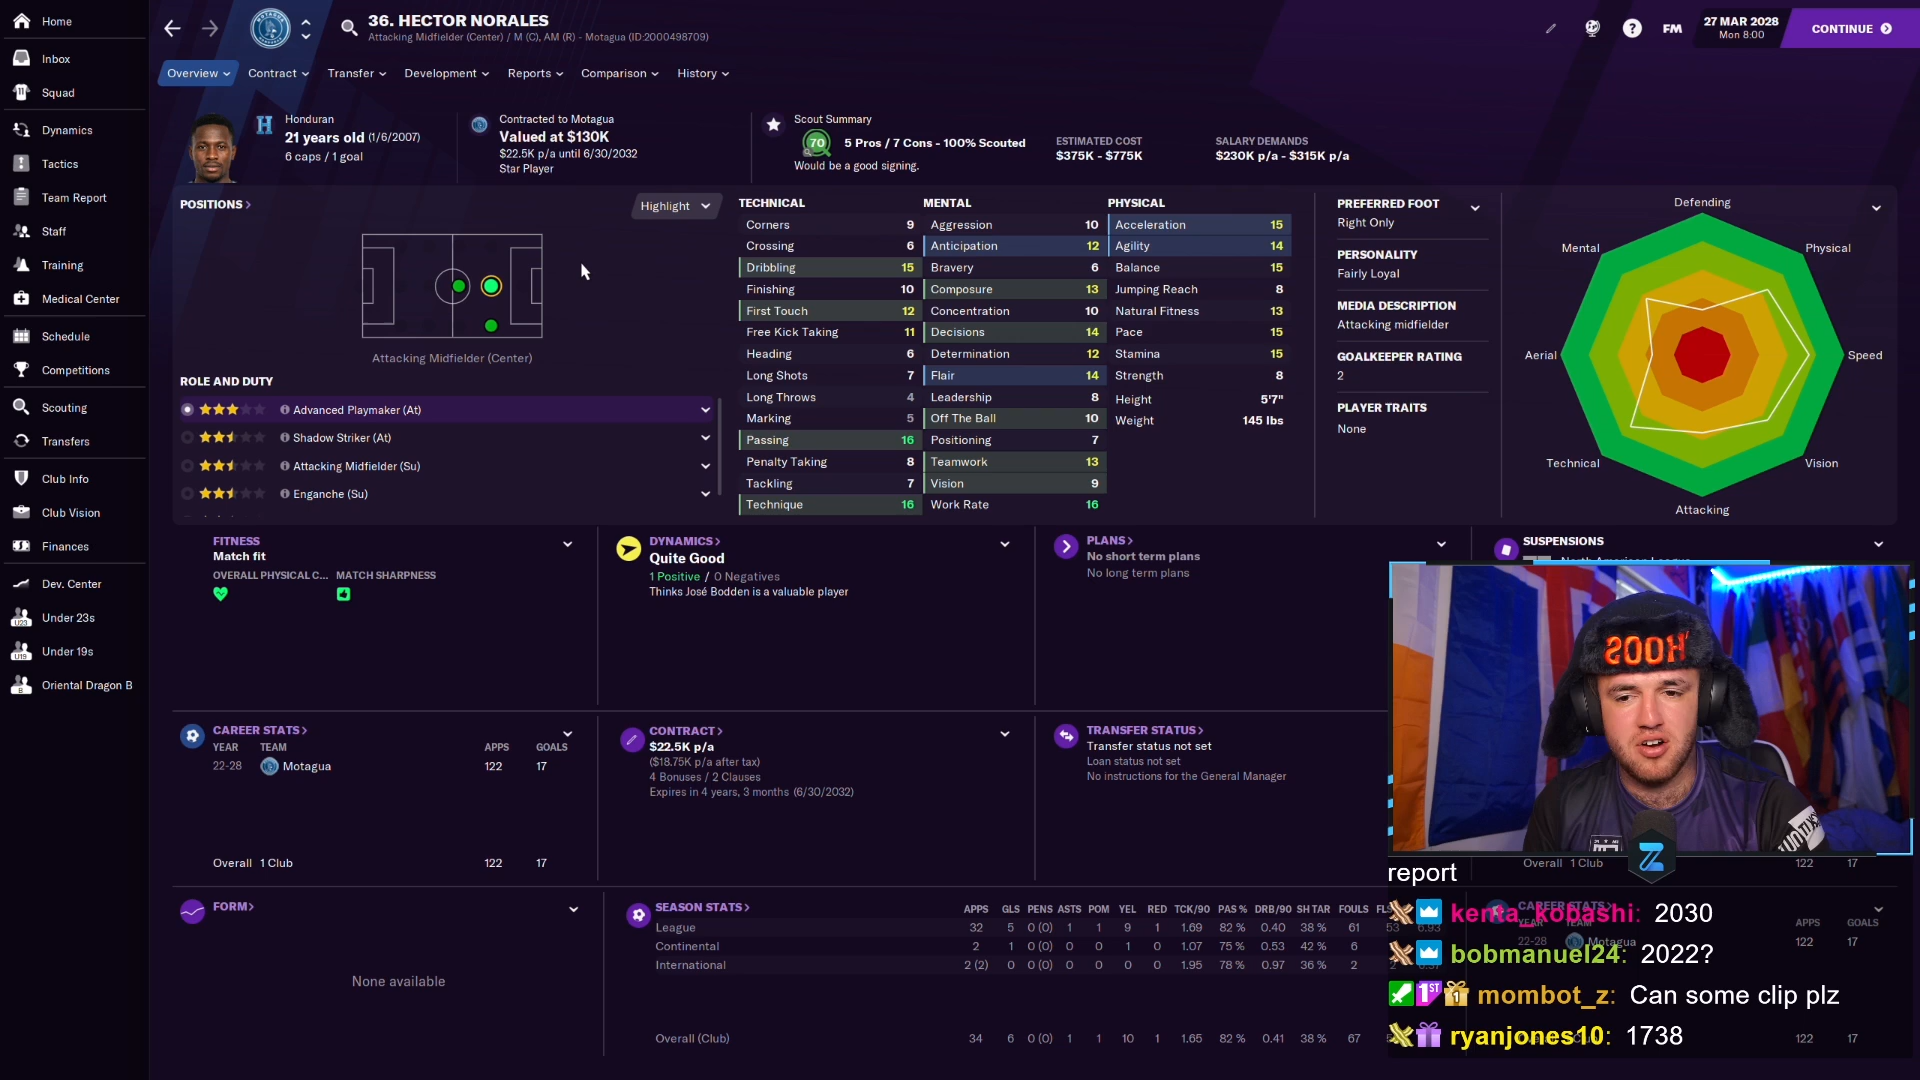 Home
Inbox
Squad
Dynamics
Tactics
Team Report
Staff
Training
Medical Center
Schedule
Competitions
Scouting
Transfers
Club Info
Club Vision
Finances
Dev. Center
Under 23s
Under 19s
Oriental Dragon B
36. HECTOR NORALES
Attacking Midfielder (Center) / M (C), AM (R) - Motagua (ID:2000498709)
FM
27 MAR 2028
Mon 8:00
CONTINUE
Overview
Contract
Transfer
Development
Reports
Comparison
History
Honduran
21 years old (1/6/2007)
6 caps / 1 goal
Contracted to Motagua
Valued at $130K
$22.5K p/a until 6/30/2032
Star Player
Scout Summary
70
5 Pros / 7 Cons - 100% Scouted
Would be a good signing.
ESTIMATED COST
$375K - $775K
SALARY DEMANDS
$230K p/a - $315K p/a
POSITIONS
Highlight
Attacking Midfielder (Center)
ROLE AND DUTY
Advanced Playmaker (At)
Shadow Striker (At)
Attacking Midfielder (Su)
Enganche (Su)
TECHNICAL
Corners 9
Crossing 6
Dribbling 15
Finishing 10
First Touch 12
Free Kick Taking 11
Heading 6
Long Shots 7
Long Throws 4
Marking 5
Passing 16
Penalty Taking 8
Tackling 7
Technique 16
MENTAL
Aggression 10
Anticipation 12
Bravery 6
Composure 13
Concentration 10
Decisions 14
Determination 12
Flair 14
Leadership 8
Off The Ball 10
Positioning 7
Teamwork 13
Vision 9
Work Rate 16
PHYSICAL
Acceleration 15
Agility 14
Balance 15
Jumping Reach 8
Natural Fitness 13
Pace 15
Stamina 15
Strength 8
Height 5'7"
Weight 145 lbs
PREFERRED FOOT
Right Only
PERSONALITY
Fairly Loyal
MEDIA DESCRIPTION
Attacking midfielder
GOALKEEPER RATING
2
PLAYER TRAITS
None
Defending
Physical
Speed
Vision
Attacking
Technical
Aerial
Mental
FITNESS
Match fit
OVERALL PHYSICAL C... MATCH SHARPNESS
DYNAMICS
Quite Good
1 Positive / 0 Negatives
Thinks José Bodden is a valuable player
PLANS
No short term plans
No long term plans
SUSPENSIONS
CAREER STATS
YEAR TEAM APPS GOALS
22-28 Motagua 122 17
Overall 1 Club 122 17
CONTRACT
$22.5K p/a
($18.75K p/a after tax)
4 Bonuses / 2 Clauses
Expires in 4 years, 3 months (6/30/2032)
TRANSFER STATUS
Transfer status not set
Loan status not set
No instructions for the General Manager
Overall 1 Club 122 17
FORM
None available
SEASON STATS
APPS GLS PENS ASTS POM YEL RED TCK/90 PAS % DRB/90 SH TAR FOULS
League 32 5 0 (0) 1 1 9 1 1.69 82 % 0.40 38 % 61
Continental 2 1 0 (0) 0 0 1 0 1.07 75 % 0.53 42 % 6
International 2 (2) 0 0 (0) 0 0 0 0 1.95 78 % 0.97 36 % 2
Overall (Club) 34 6 0 (0) 1 1 10 1 1.65 82 % 0.41 38 % 67
CAREER STATS
YEAR APPS GOALS
22-28 Motagua 122 17
122 17
report
kenta_kobashi: 2030
bobmanuel24: 2022?
mombot_z: Can some clip plz
ryanjones10: 1738